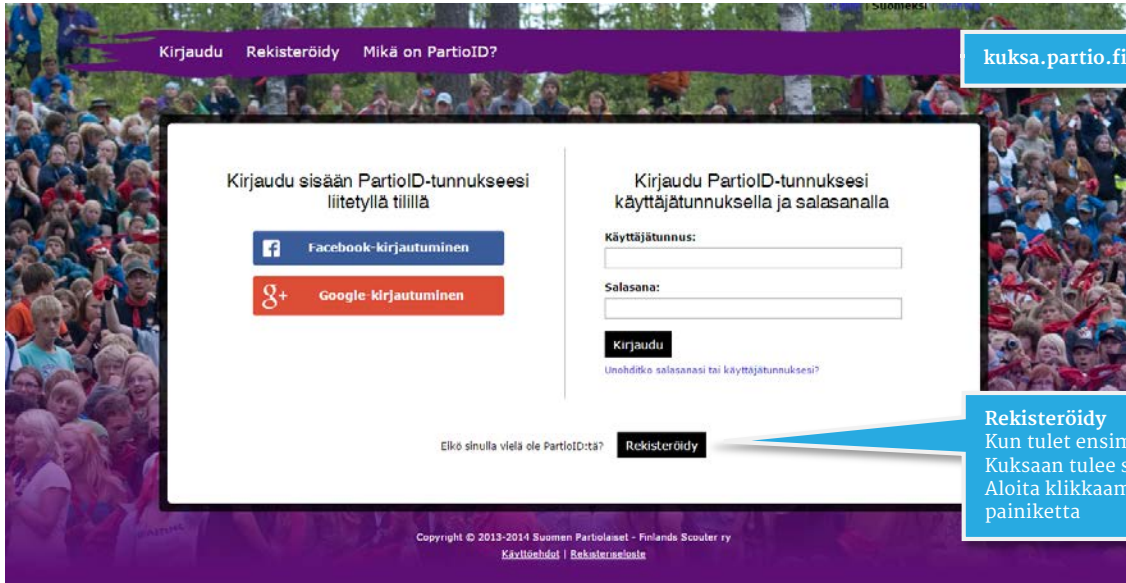 | Suomeksi |
Kirjaudu Rekisteröidy Mikä on PartioID?
kuksa.partio.fi
Kirjaudu sisään PartioID-tunnukseesi
liitetyllä tilillä
Facebook-kirjautuminen
Google-kirjautuminen
Kirjaudu PartioID-tunnuksesi
käyttäjätunnuksella ja salasanalla
Käyttäjätunnus:
Salasana:
Kirjaudu
Unohditko salasanasi tai käyttäjätunnuksesi?
Eikö sinulla vielä ole PartioID:tä? Rekisteröidy
Rekisteröidy
Kun tulet ensim
Kuksaan tulee s
Aloita klikkaam
painiketta
Copyright © 2013-2014 Suomen Partiolaiset - Finlands Scouter ry
Käyttöehdot | Rekisteriseloste